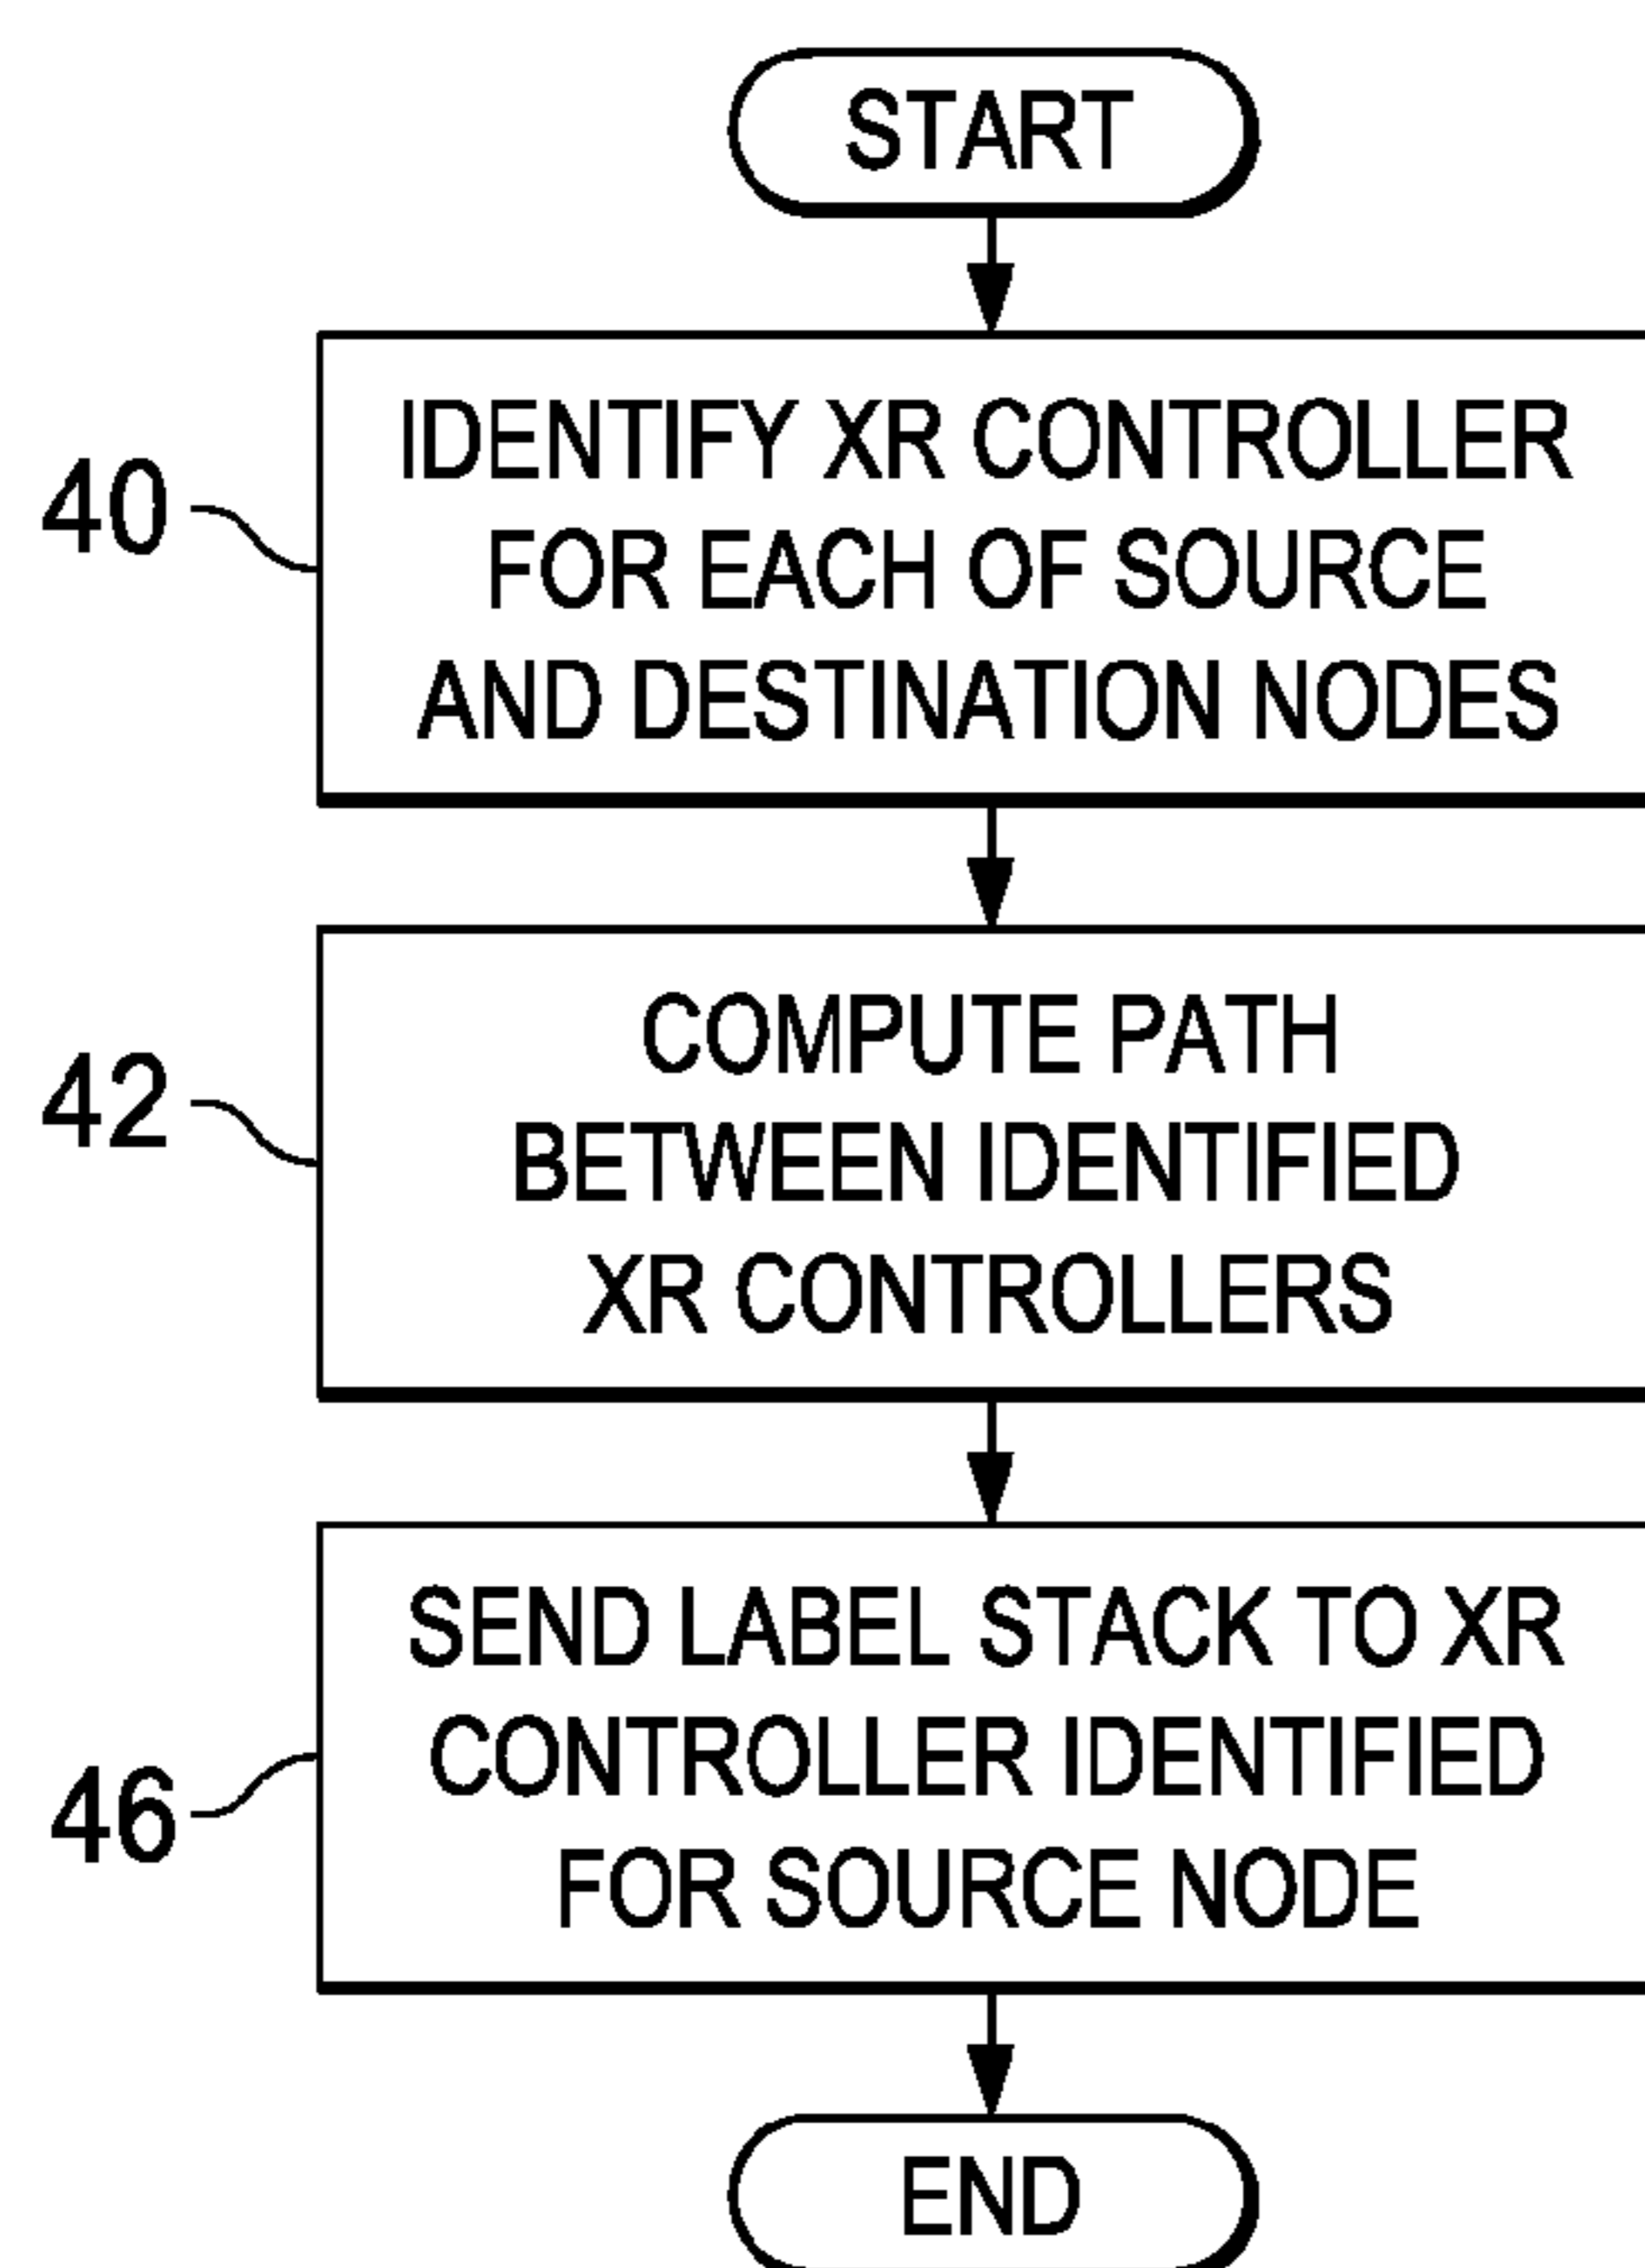 START
40
IDENTIFY XR CONTROLLER
FOR EACH OF SOURCE
AND DESTINATION NODES
42
COMPUTE PATH
BETWEEN IDENTIFIED
XR CONTROLLERS
46
SEND LABEL STACK TO XR
CONTROLLER IDENTIFIED
FOR SOURCE NODE
END